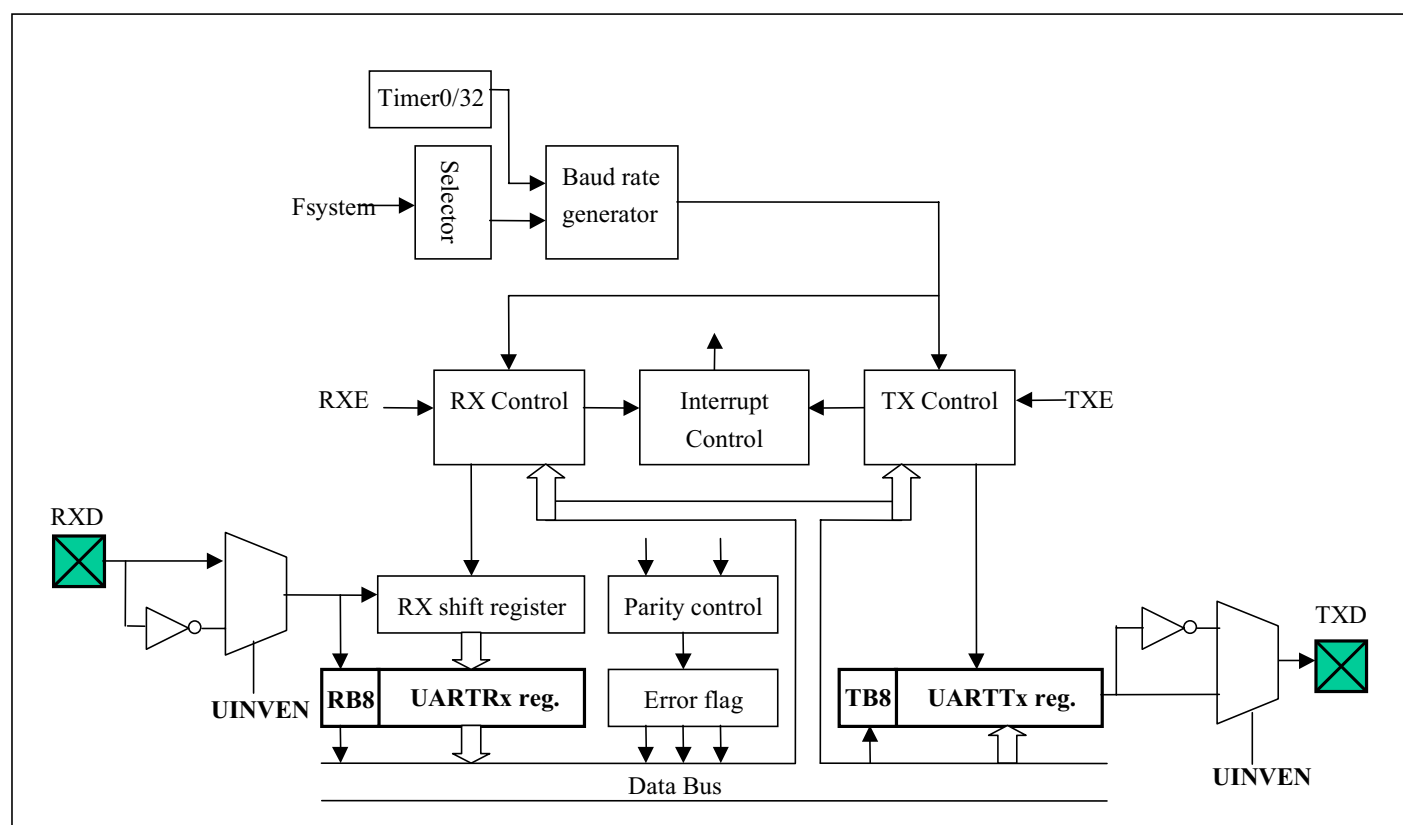 Timer0/32
Selector
Baud rate
generator
Fsystem
RXE
RX Control
Interrupt
Control
TX Control
TXE
RXD
RX shift register
Parity control
TXD
UINVEN
RB8
UARTRx reg.
Error flag
TB8
UARTTx reg.
UINVEN
Data Bus